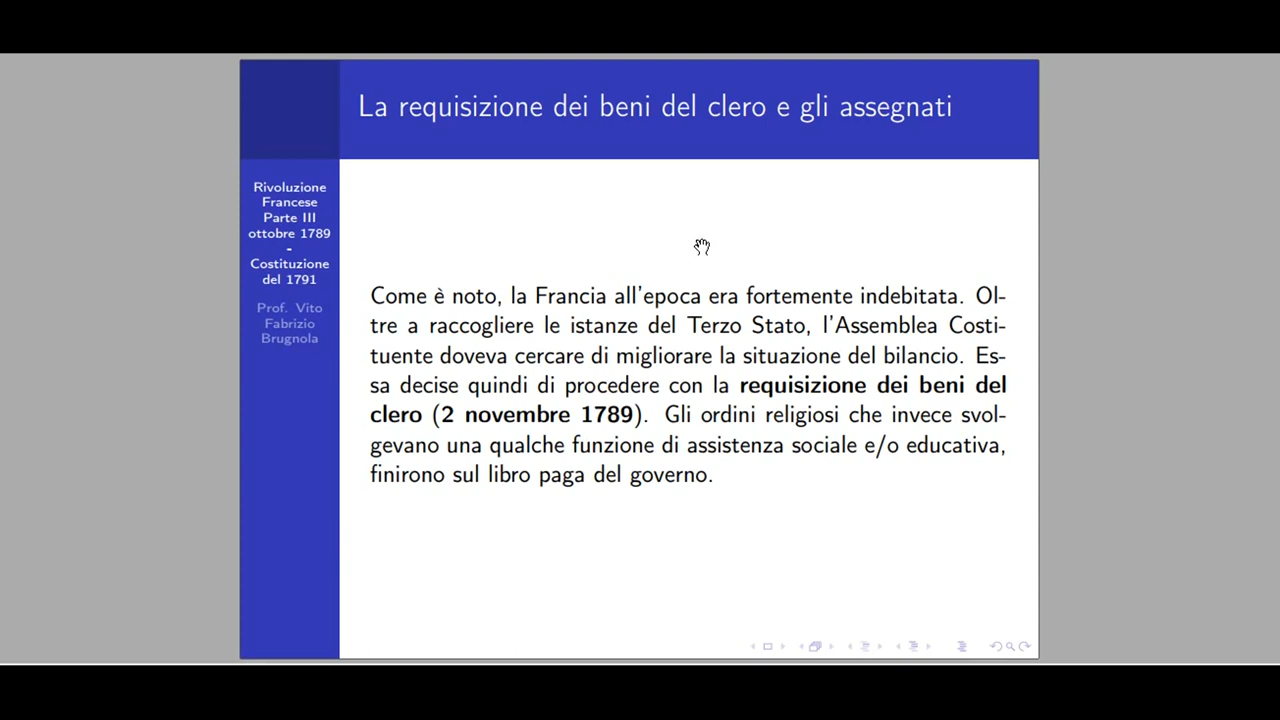 La requisizione dei beni del clero e gli assegnati
Rivoluzione
Francese
Parte III
ottobre 1789
-
Costituzione
del 1791
Prof. Vito
Fabrizio
Brugnola
Come è noto, la Francia all'epoca era fortemente indebitata. Ol-
tre a raccogliere le istanze del Terzo Stato, l'Assemblea Costi-
tuente doveva cercare di migliorare la situazione del bilancio. Es-
sa decise quindi di procedere con la requisizione dei beni del
clero (2 novembre 1789). Gli ordini religiosi che invece svol-
gevano una qualche funzione di assistenza sociale e/o educativa,
finirono sul libro paga del governo.